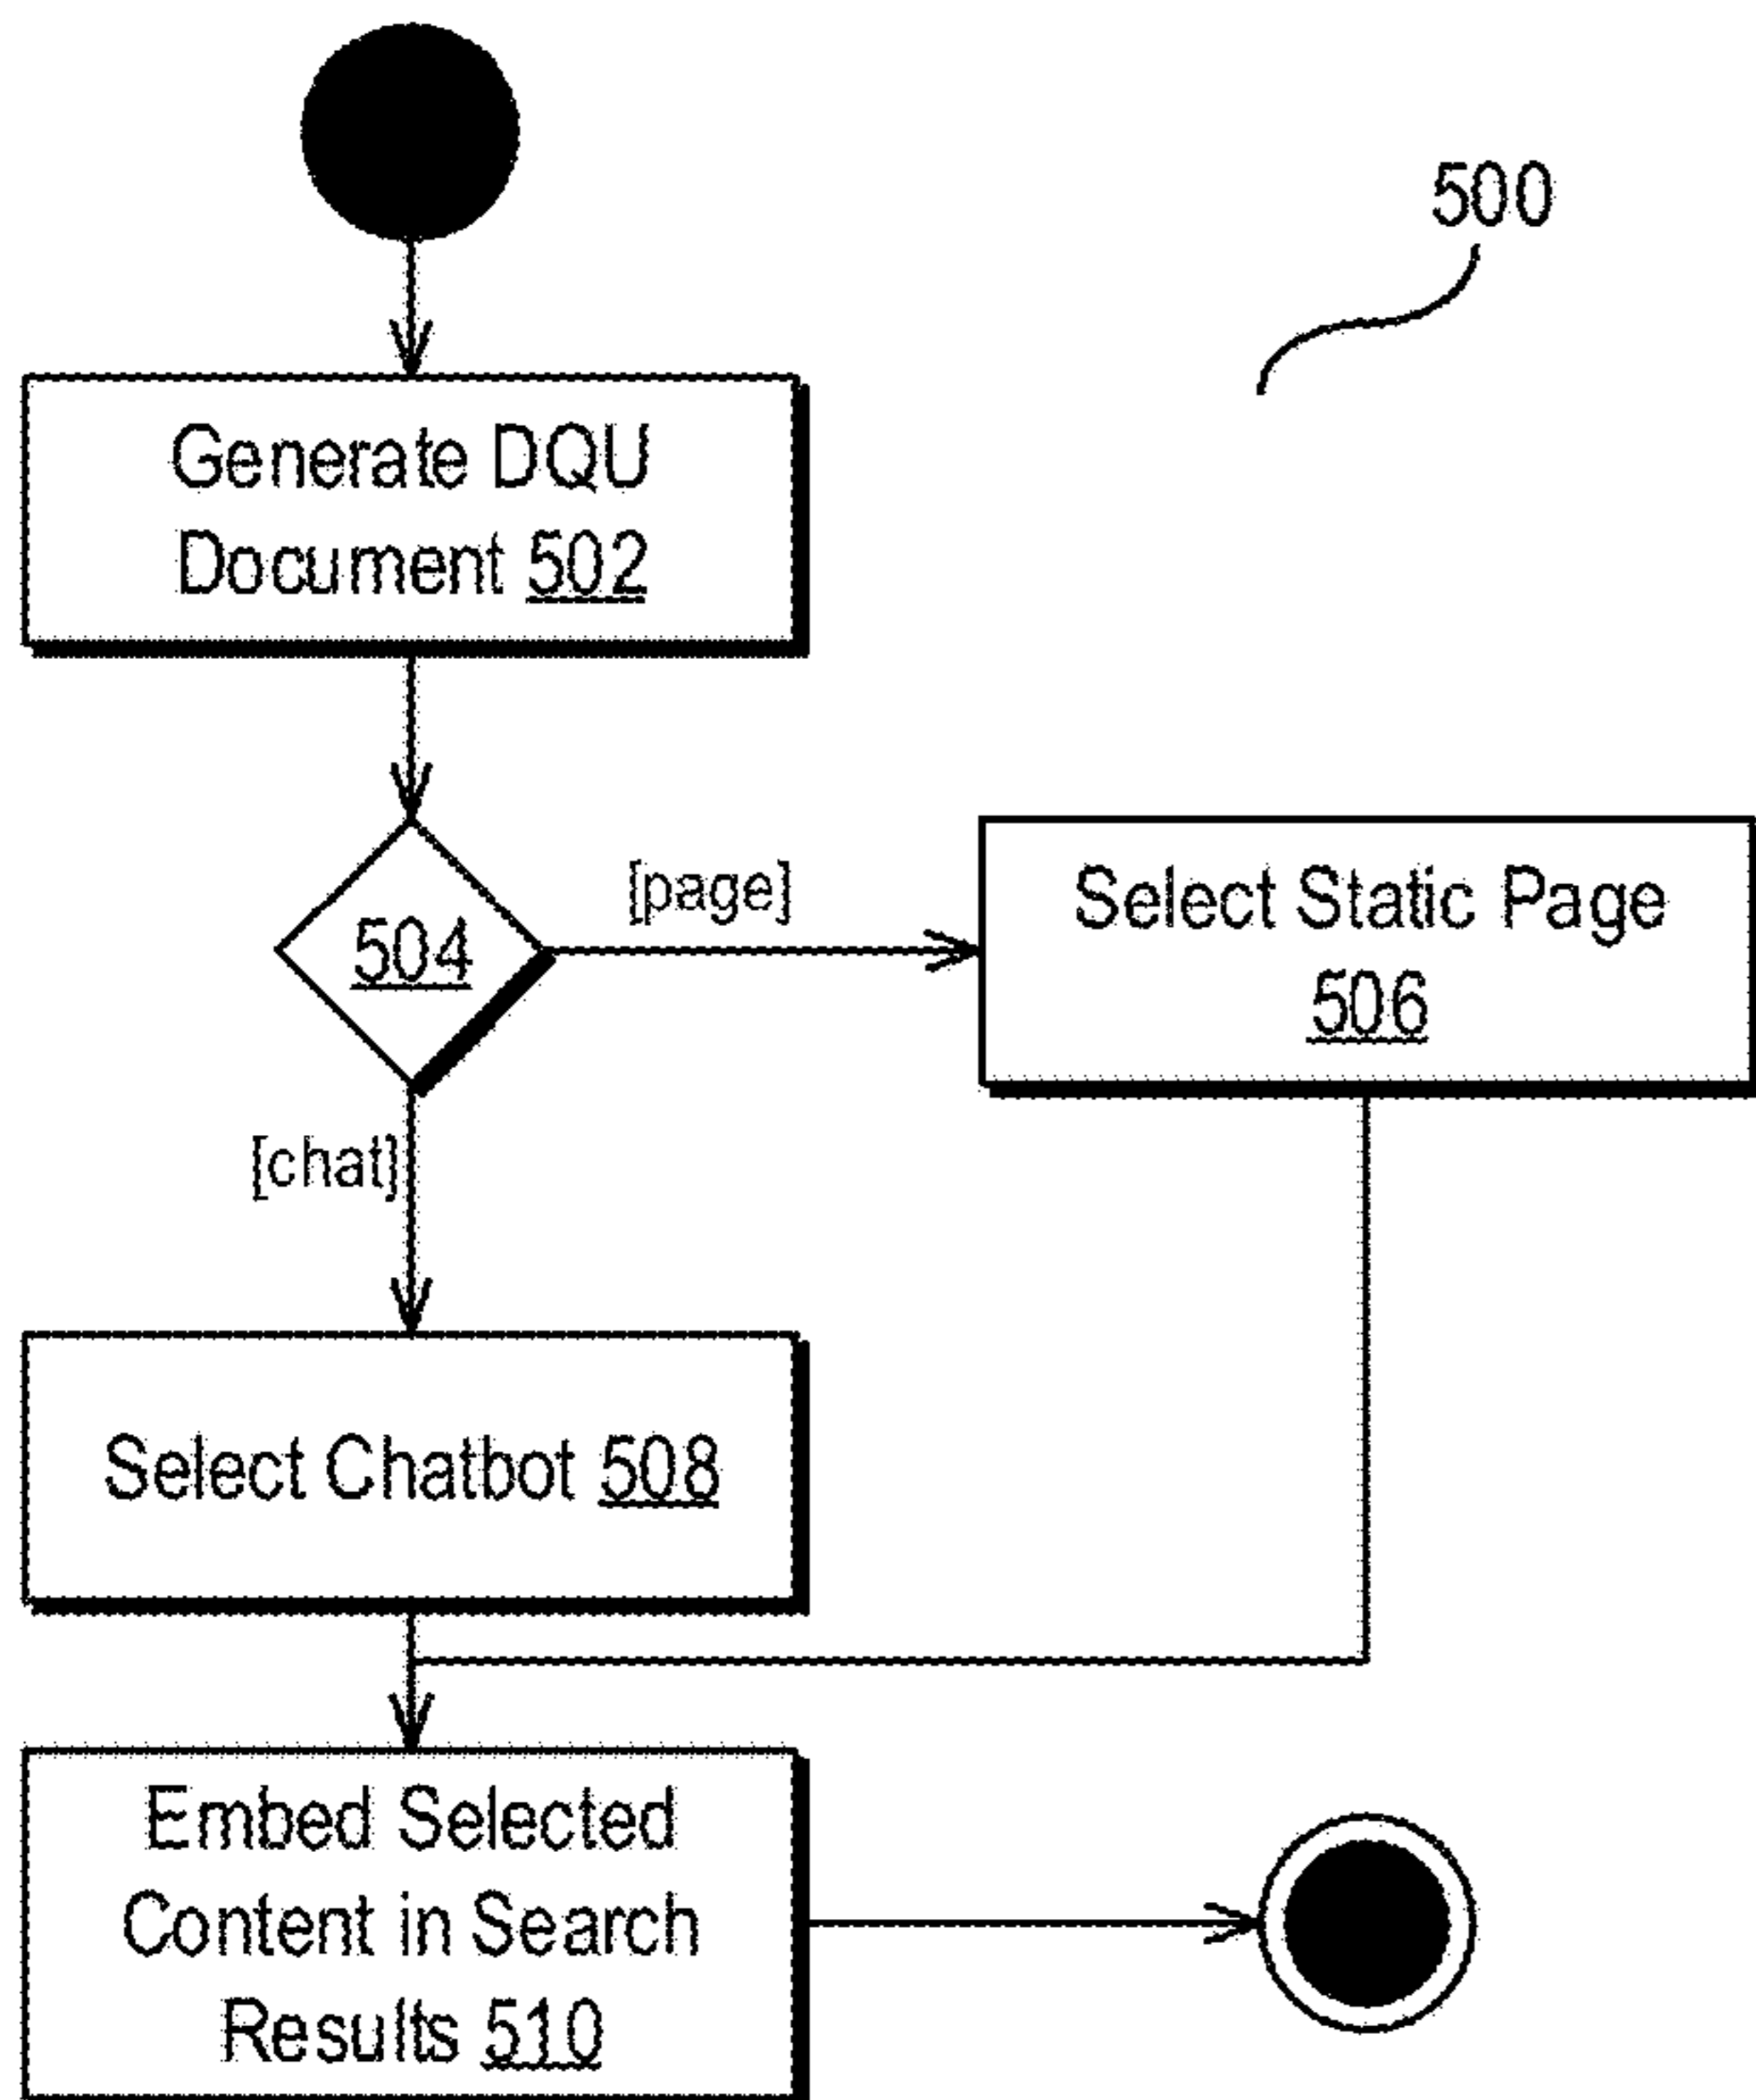 500
Generate DQU
Document 502
[page]
504
Select Static Page
506
[chat]
Select Chatbot 508
Embed Selected
Content in Search
Results 510